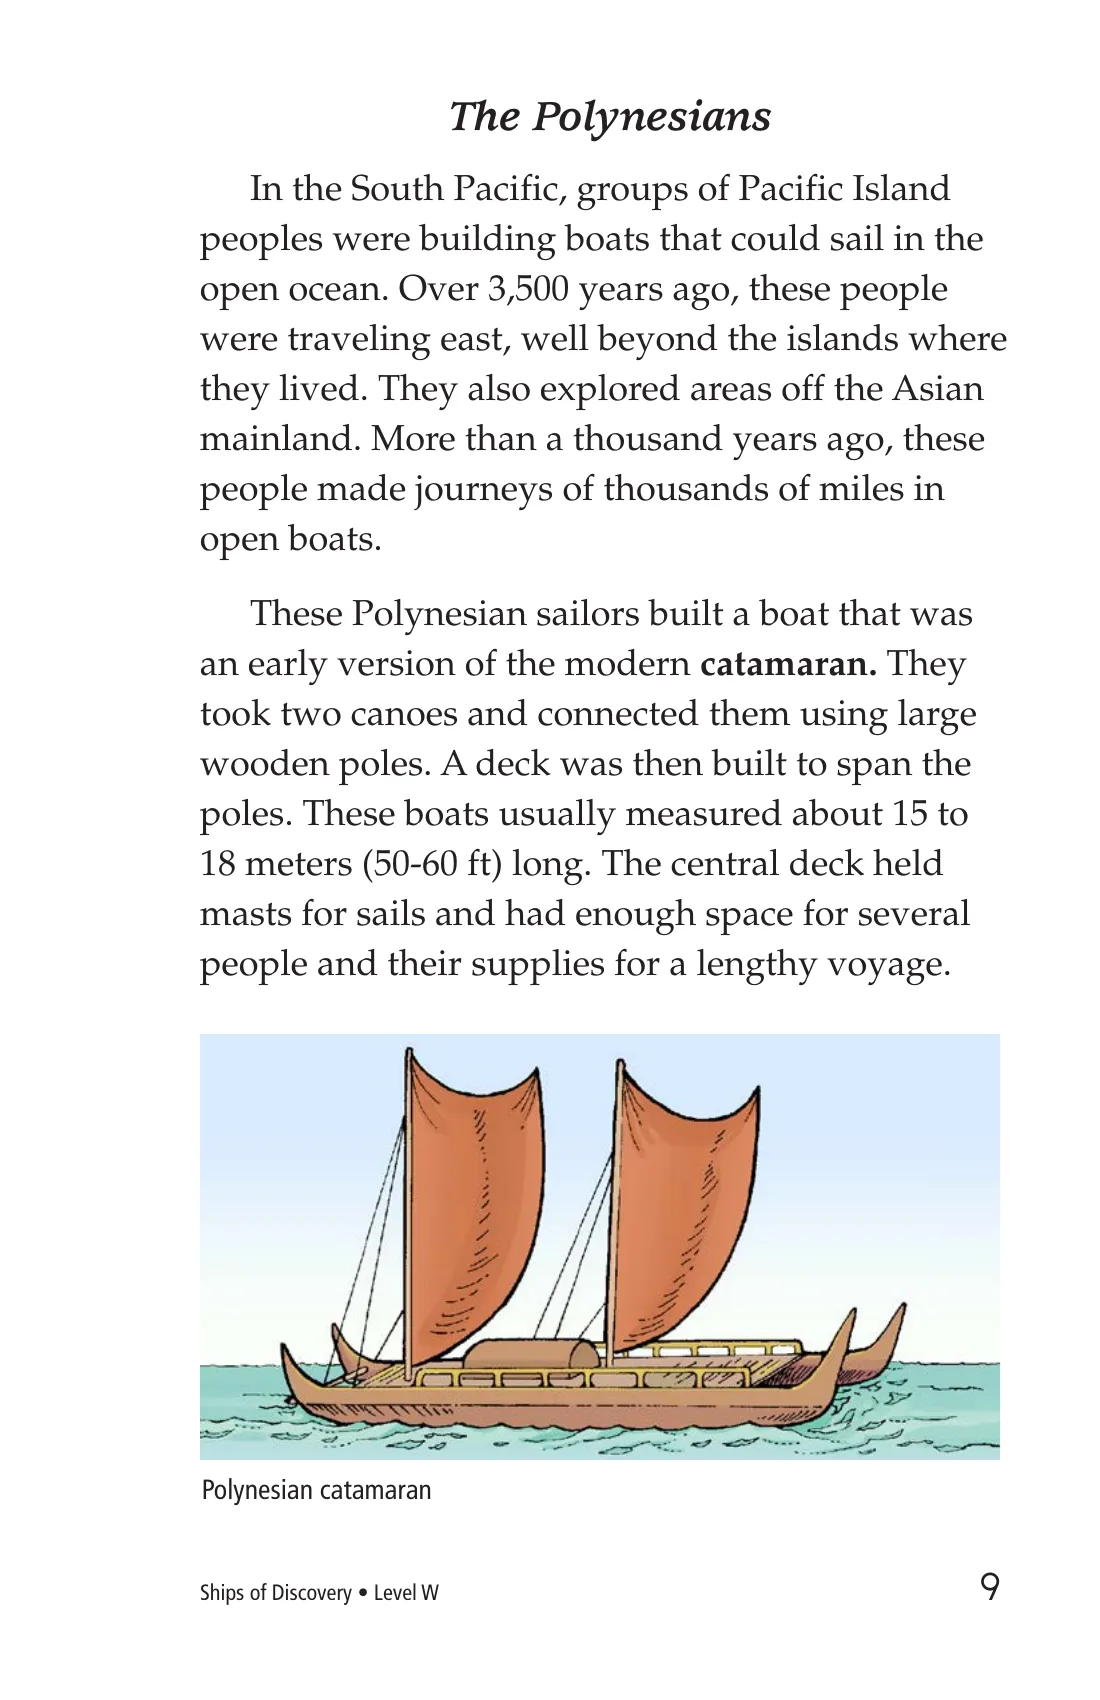 The Polynesians
In the South Pacific, groups of Pacific Island
peoples were building boats that could sail in the
open ocean. Over 3,500 years ago, these people
were traveling east, well beyond the islands where
they lived. They also explored areas off the Asian
mainland. More than a thousand years ago, these
people made journeys of thousands of miles in
open boats.
These Polynesian sailors built a boat that was
an early version of the modern catamaran. They
took two canoes and connected them using large
wooden poles. A deck was then built to span the
poles. These boats usually measured about 15 to
18 meters (50-60 ft) long. The central deck held
masts for sails and had enough space for several
people and their supplies for a lengthy voyage.
Polynesian catamaran
Ships of Discovery • Level W
9